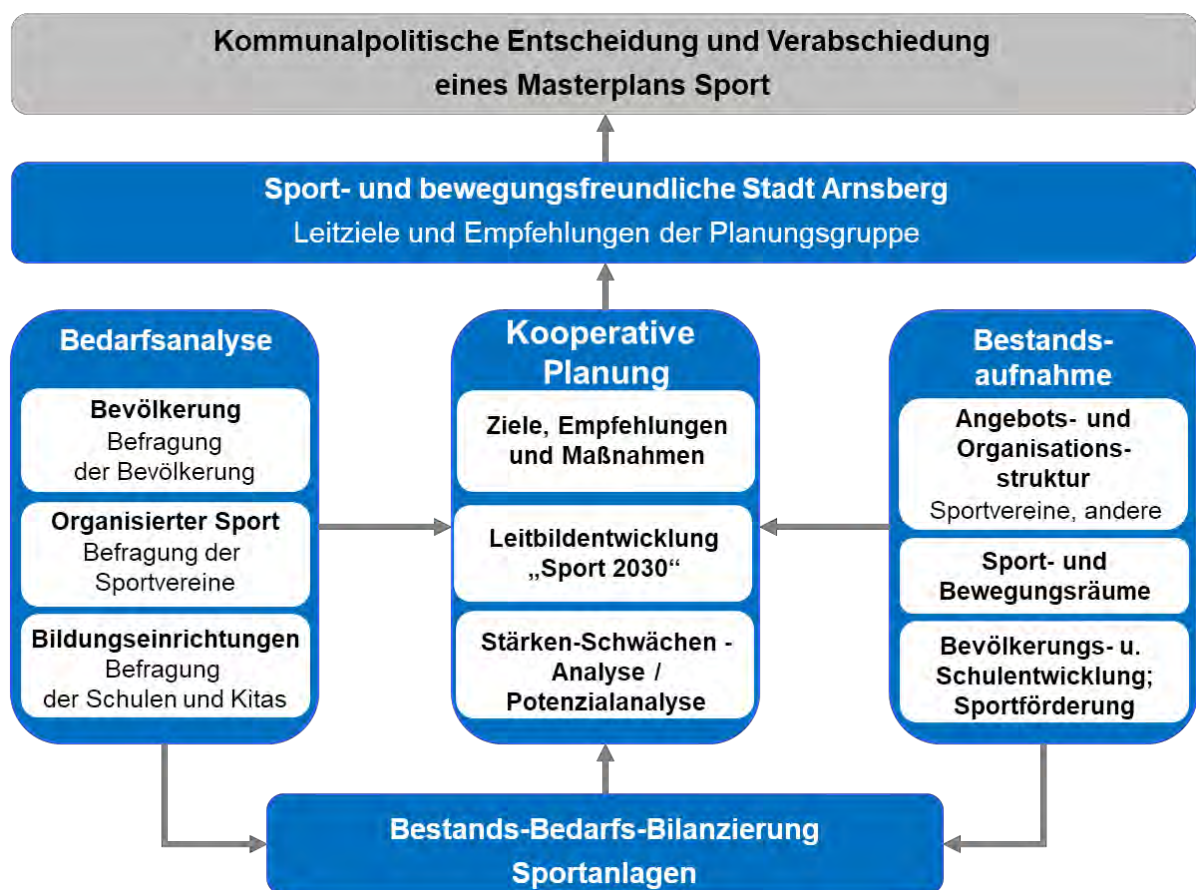 Kommunalpolitische Entscheidung und Verabschiedung
eines Masterplans Sport
Sport- und bewegungsfreundliche Stadt Arnsberg
Leitziele und Empfehlungen der Planungsgruppe
Bedarfsanalyse
Bevölkerung
Befragung
der Bevölkerung
Organisierter Sport
Befragung der
Sportvereine
Bildungseinrichtungen
Befragung
der Schulen und Kitas
Kooperative
Planung
Ziele, Empfehlungen
und Maßnahmen
Leitbildentwicklung
„Sport 2030“
Stärken-Schwächen -
Analyse /
Potenzialanalyse
Bestands-
aufnahme
Angebots- und
Organisations-
struktur
Sportvereine, andere
Sport- und
Bewegungsräume
Bevölkerungs- u.
Schulentwicklung;
Sportförderung
Bestands-Bedarfs-Bilanzierung
Sportanlagen